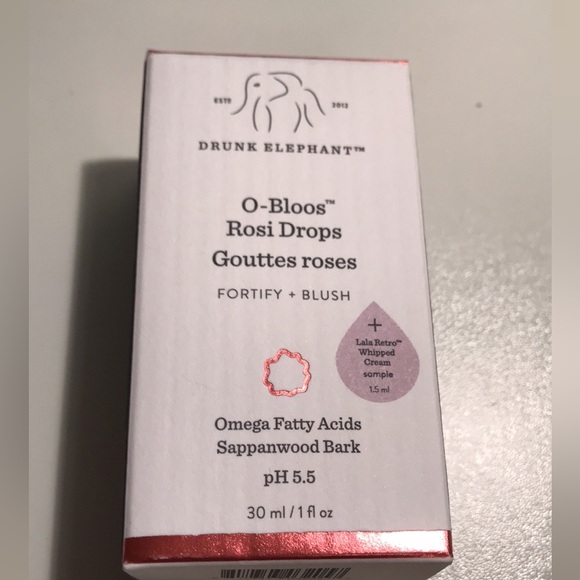 ESTD 2012
DRUNK ELEPHANT™
O-Bloos™
Rosi Drops
Gouttes roses
FORTIFY + BLUSH
+
Lala Retro™
Whipped
Cream
sample
1.5 ml
Omega Fatty Acids
Sappanwood Bark
pH 5.5
30 ml / 1 fl oz